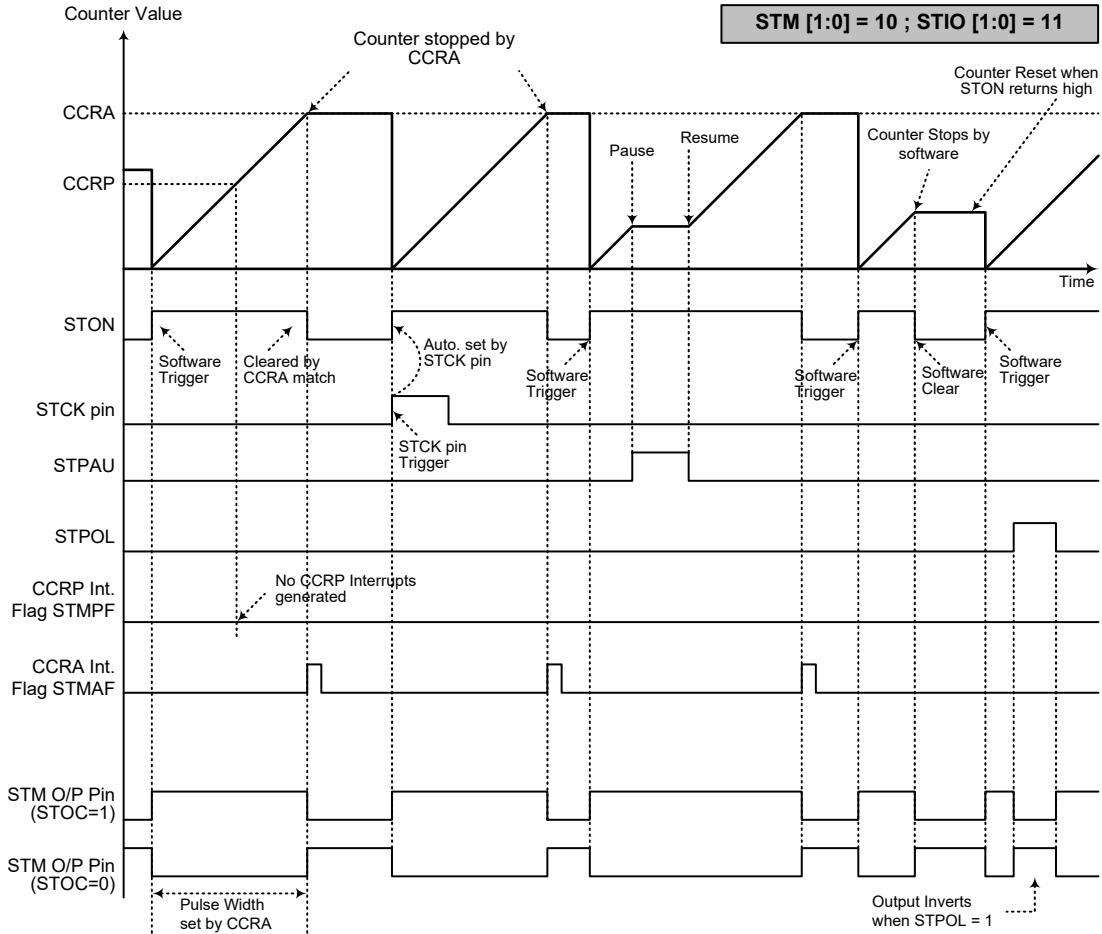 Counter Value
STM [1:0] = 10 ; STIO [1:0] = 11
Counter stopped by
CCRA
Counter Reset when
STON returns high
CCRA
Pause
Resume
Counter Stops by
software
CCRP
Time
STON
Software
Trigger
Cleared by
CCRA match
Auto. set by
STCK pin
Software
Trigger
Software
Trigger
Software
Clear
Software
Trigger
STCK pin
STCK pin
Trigger
STPAU
STPOL
CCRP Int.
Flag STMPF
No CCRP Interrupts
generated
CCRA Int.
Flag STMAF
STM O/P Pin
(STOC=1)
STM O/P Pin
(STOC=0)
Pulse Width
set by CCRA
Output Inverts
when STPOL = 1